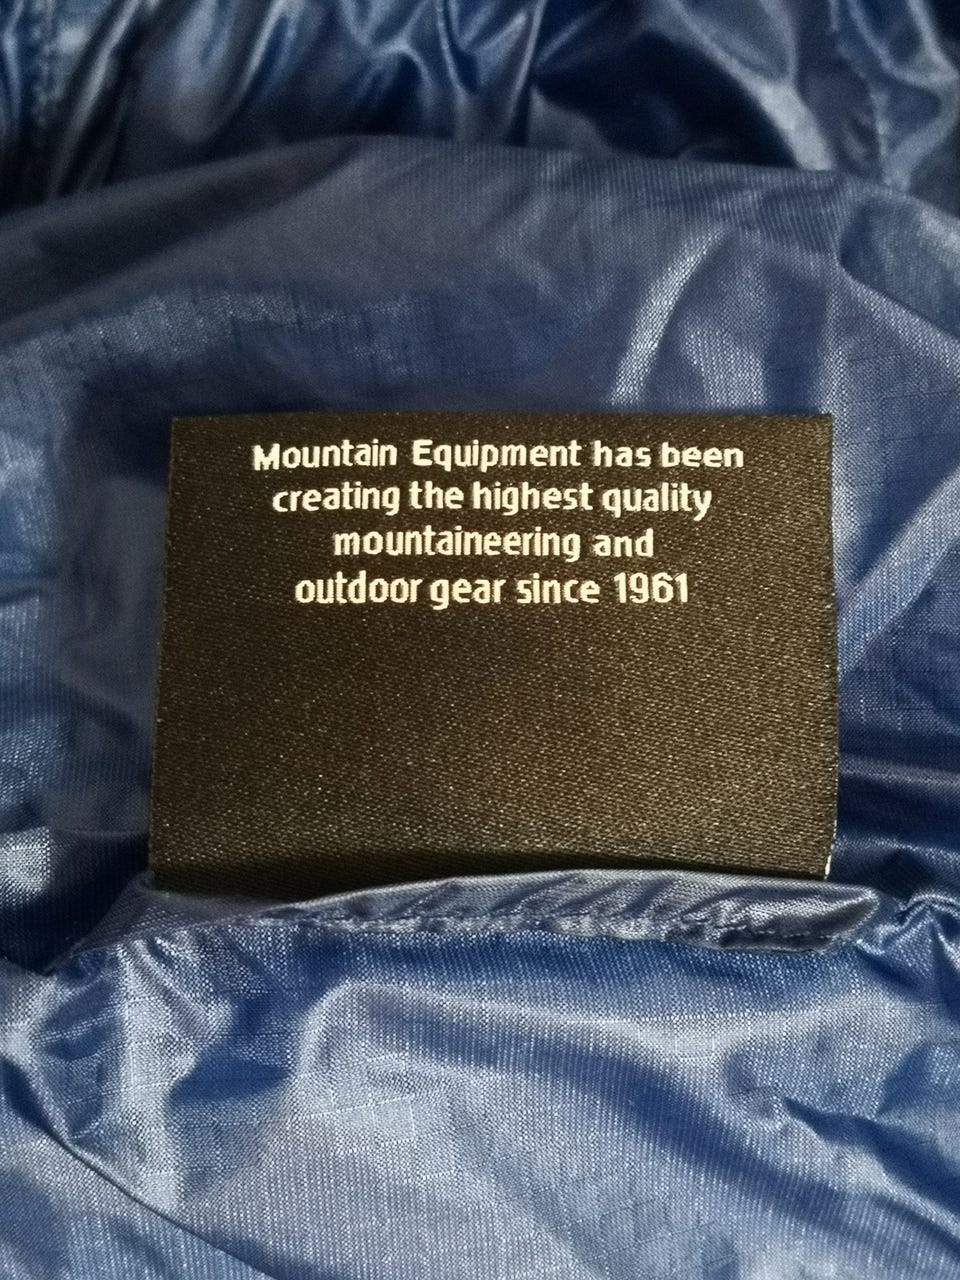 Mountain Equipment has been
creating the highest quality
mountaineering and
outdoor gear since 1961